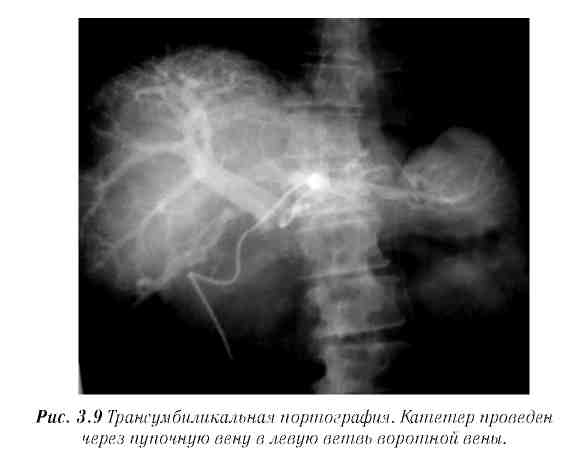 Рис. 3.9 Трансумбиликальная портография. Катетер проведен
через пупочную вену в левую ветвь воротной вены.